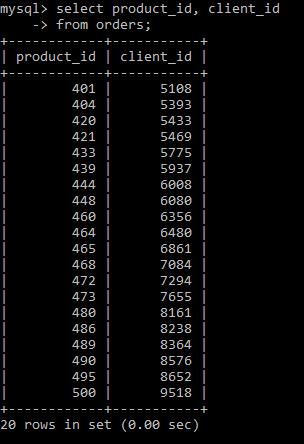 mysql> select product_id, client_id
    -> from orders;
+------------+-----------+
| product_id | client_id |
+------------+-----------+
|        401 |      5108 |
|        404 |      5393 |
|        420 |      5433 |
|        421 |      5469 |
|        433 |      5775 |
|        439 |      5937 |
|        444 |      6008 |
|        448 |      6080 |
|        460 |      6356 |
|        464 |      6480 |
|        465 |      6861 |
|        468 |      7084 |
|        472 |      7294 |
|        473 |      7655 |
|        480 |      8161 |
|        486 |      8238 |
|        489 |      8364 |
|        490 |      8576 |
|        495 |      8652 |
|        500 |      9518 |
+------------+-----------+
20 rows in set (0.00 sec)